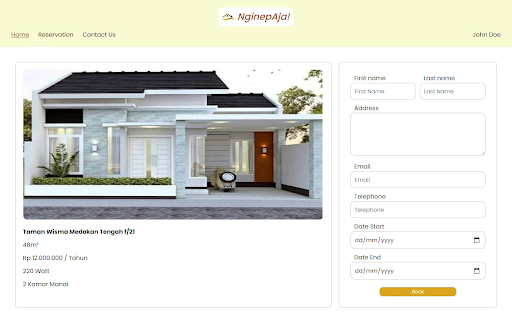 NginepAja!
Home Reservation Contact Us John Doe
Taman Wisma Medokan Tengah f/21
48m²
Rp 12.000.000 / Tahun
220 Watt
2 Kamar Mandi
First name Last name
First Name Last Name
Address
Email
Email
Telephone
Telephone
Date Start
dd/mm/yyyy
Date End
dd/mm/yyyy
Book